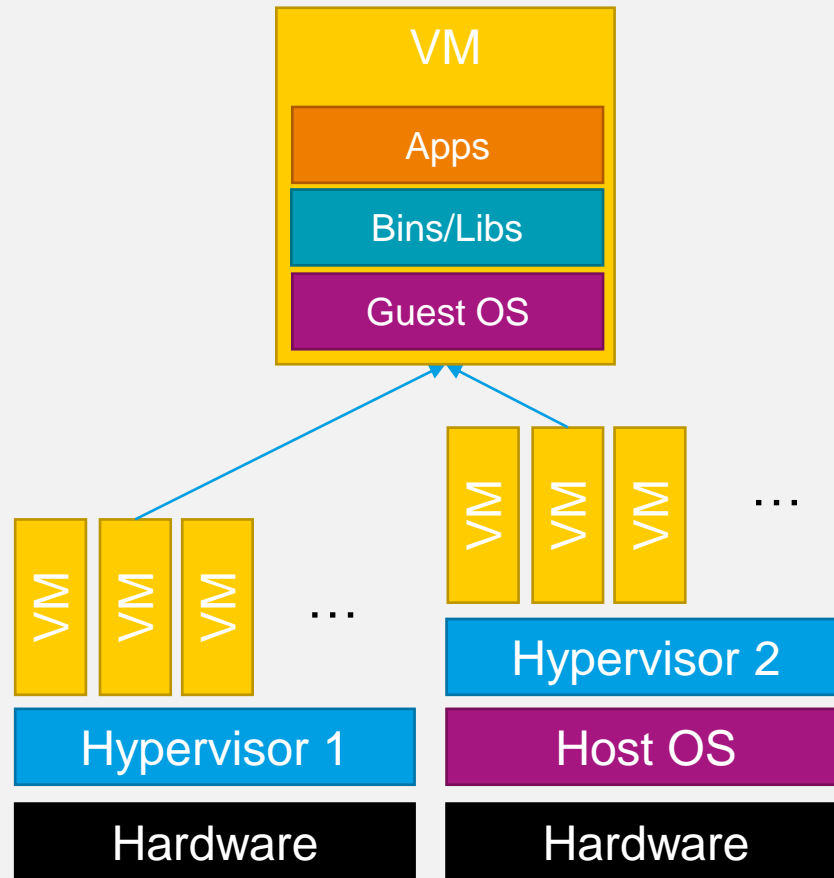 VM
Apps
Bins/Libs
Guest OS
VM
VM
VM
...
VM
VM
VM
...
Hypervisor 2
Hypervisor 1
Host OS
Hardware
Hardware